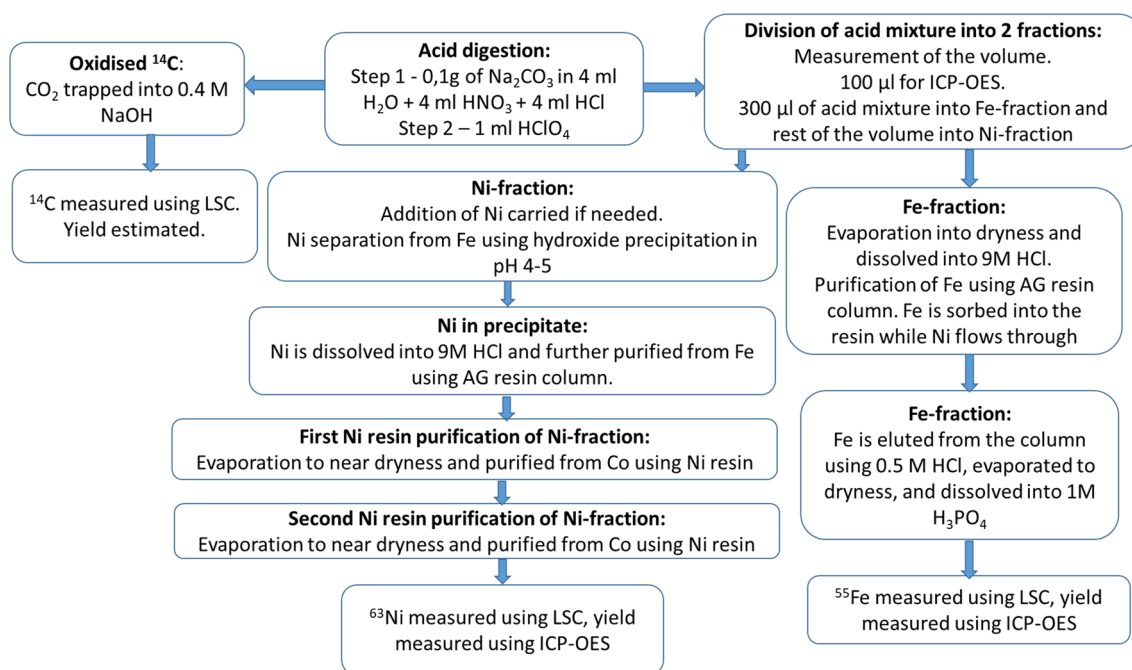 Oxidised ¹⁴C:
CO₂ trapped into 0.4 M
NaOH
Acid digestion:
Step 1 - 0,1g of Na₂CO₃ in 4 ml
H₂O + 4 ml HNO₃ + 4 ml HCl
Step 2 – 1 ml HClO₄
Division of acid mixture into 2 fractions:
Measurement of the volume.
100 µl for ICP-OES.
300 µl of acid mixture into Fe-fraction and
rest of the volume into Ni-fraction
¹⁴C measured using LSC.
Yield estimated.
Ni-fraction:
Addition of Ni carried if needed.
Ni separation from Fe using hydroxide precipitation in
pH 4-5
Ni in precipitate:
Ni is dissolved into 9M HCl and further purified from Fe
using AG resin column.
First Ni resin purification of Ni-fraction:
Evaporation to near dryness and purified from Co using Ni resin
Second Ni resin purification of Ni-fraction:
Evaporation to near dryness and purified from Co using Ni resin
⁶³Ni measured using LSC, yield
measured using ICP-OES
Fe-fraction:
Evaporation into dryness and
dissolved into 9M HCl.
Purification of Fe using AG resin
column. Fe is sorbed into the
resin while Ni flows through
Fe-fraction:
Fe is eluted from the column
using 0.5 M HCl, evaporated to
dryness, and dissolved into 1M
H₃PO₄
⁵⁵Fe measured using LSC, yield
measured using ICP-OES